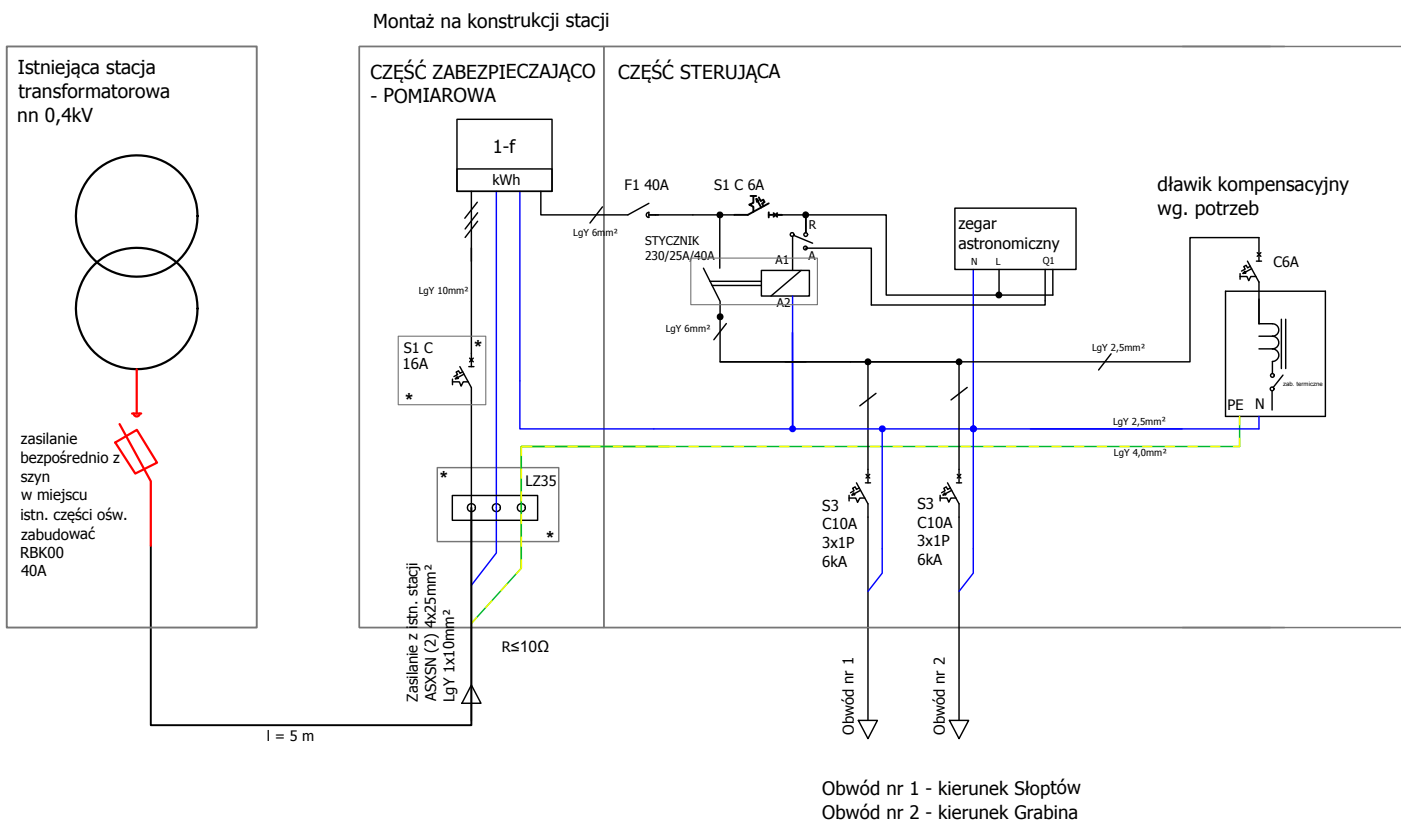 Montaż na konstrukcji stacji
Istniejąca stacja
transformatorowa
nn 0,4kV
zasilanie
bezpośrednio z
szyn
w miejscu
istn. części ośw.
zabudować
RBK00
40A
l = 5 m
CZĘŚĆ ZABEZPIECZAJĄCO
- POMIAROWA
1-f
kWh
LgY 10mm²
S1 C
16A
*
*
*
LZ35
*
Zasilanie z istn. stacji
ASXSN (2) 4x25mm²
LgY 1x10mm²
R≤10Ω
CZĘŚĆ STERUJĄCA
F1 40A
S1 C 6A
LgY 6mm²
STYCZNIK
230/25A/40A
R
A
A1
A2
LgY 6mm²
zegar
astronomiczny
N L Q1
dławik kompensacyjny
wg. potrzeb
C6A
LgY 2,5mm²
zab. termiczne
PE N
LgY 2,5mm²
LgY 4,0mm²
S3
C10A
3x1P
6kA
S3
C10A
3x1P
6kA
Obwód nr 1
Obwód nr 2
Obwód nr 1 - kierunek Słoptów
Obwód nr 2 - kierunek Grabina